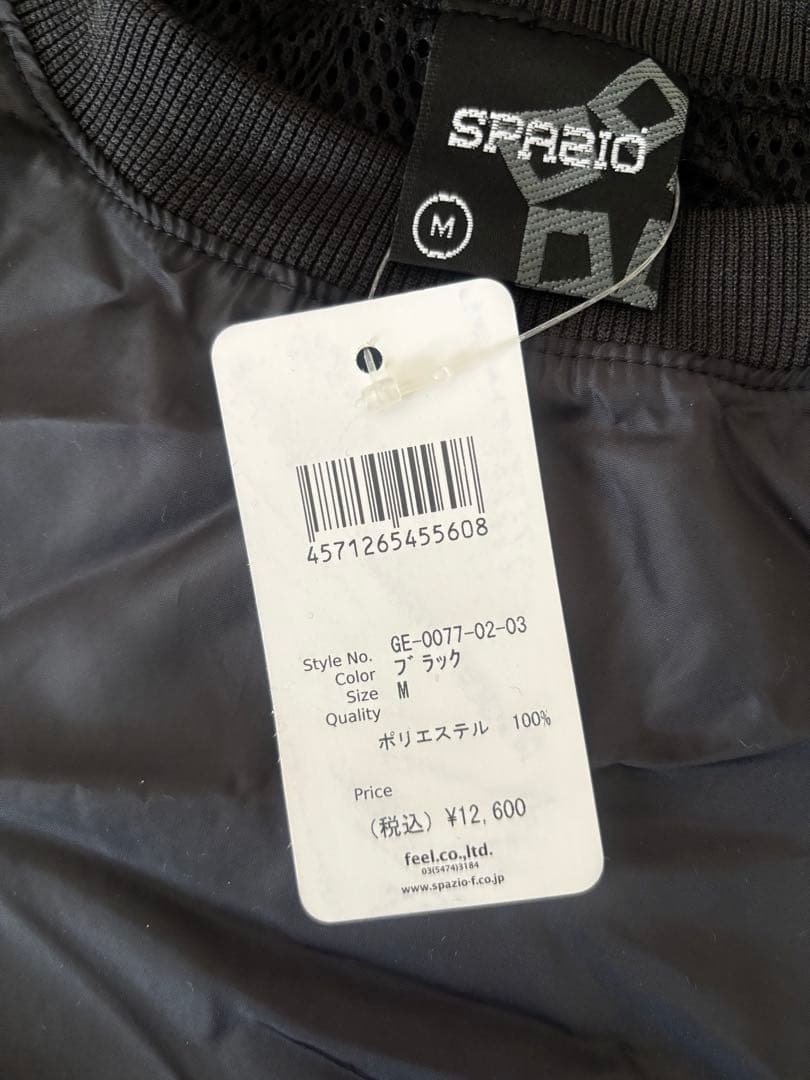 SPAZIO
M
4571265455608
Style No. GE-0077-02-03
Color ブラック
Size M
Quality
ポリエステル 100%
Price
(税込) ¥12,600
feel.co.,ltd.
03(5474)3184
www.spazio-f.co.jp